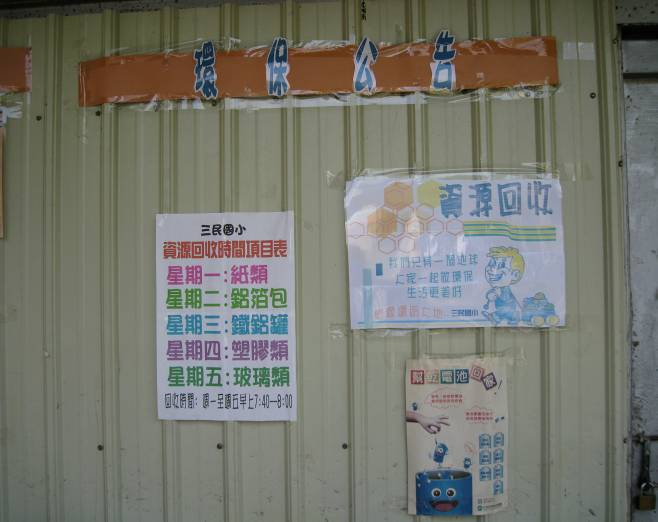 環保公告
三民國小
資源回收時間項目表
星期一:紙類
星期二:鋁箔包
星期三:鐵鋁罐
星期四:塑膠類
星期五:玻璃類
回收時間:週一至週五早上7:40—8:00
資源回收
我們只有一個地球
大家一起做環保
生活更美好
三民國小
電池回家